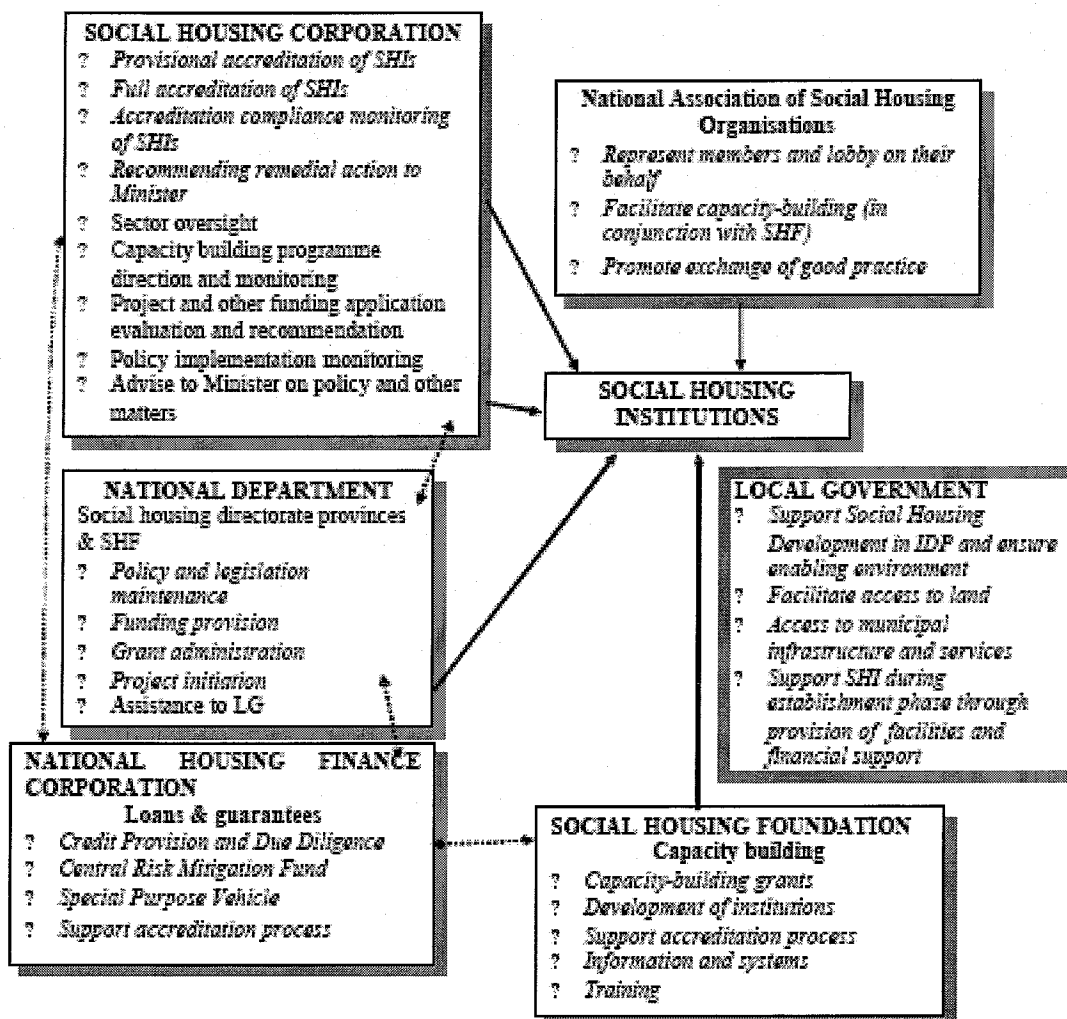 SOCIAL HOUSING CORPORATION
? Provisional accreditation of SHIs
? Full accreditation of SHIs
? Accreditation compliance monitoring
of SHIs
? Recommending remedial action to
Minister
? Sector oversight
? Capacity building programme
direction and monitoring
? Project and other funding application
evaluation and recommendation
? Policy implementation monitoring
? Advise to Minister on policy and other
matters
National Association of Social Housing
Organisations
? Represent members and lobby on their
behalf
? Facilitate capacity-building (in
conjunction with SHF)
? Promote exchange of good practice
SOCIAL HOUSING
INSTITUTIONS
NATIONAL DEPARTMENT
Social housing directorate provinces
& SHF
? Policy and legislation
maintenance
? Funding provision
? Grant administration
? Project initiation
? Assistance to LG
LOCAL GOVERNMENT
? Support Social Housing
Development in IDP and ensure
enabling environment
? Facilitate access to land
? Access to municipal
infrastructure and services
? Support SHI during
establishment phase through
provision of facilities and
financial support
NATIONAL HOUSING FINANCE
CORPORATION
Loans & guarantees
? Credit Provision and Due Diligence
? Central Risk Mitigation Fund
? Special Purpose Vehicle
? Support accreditation process
SOCIAL HOUSING FOUNDATION
Capacity building
? Capacity-building grants
? Development of institutions
? Support accreditation process
? Information and systems
? Training